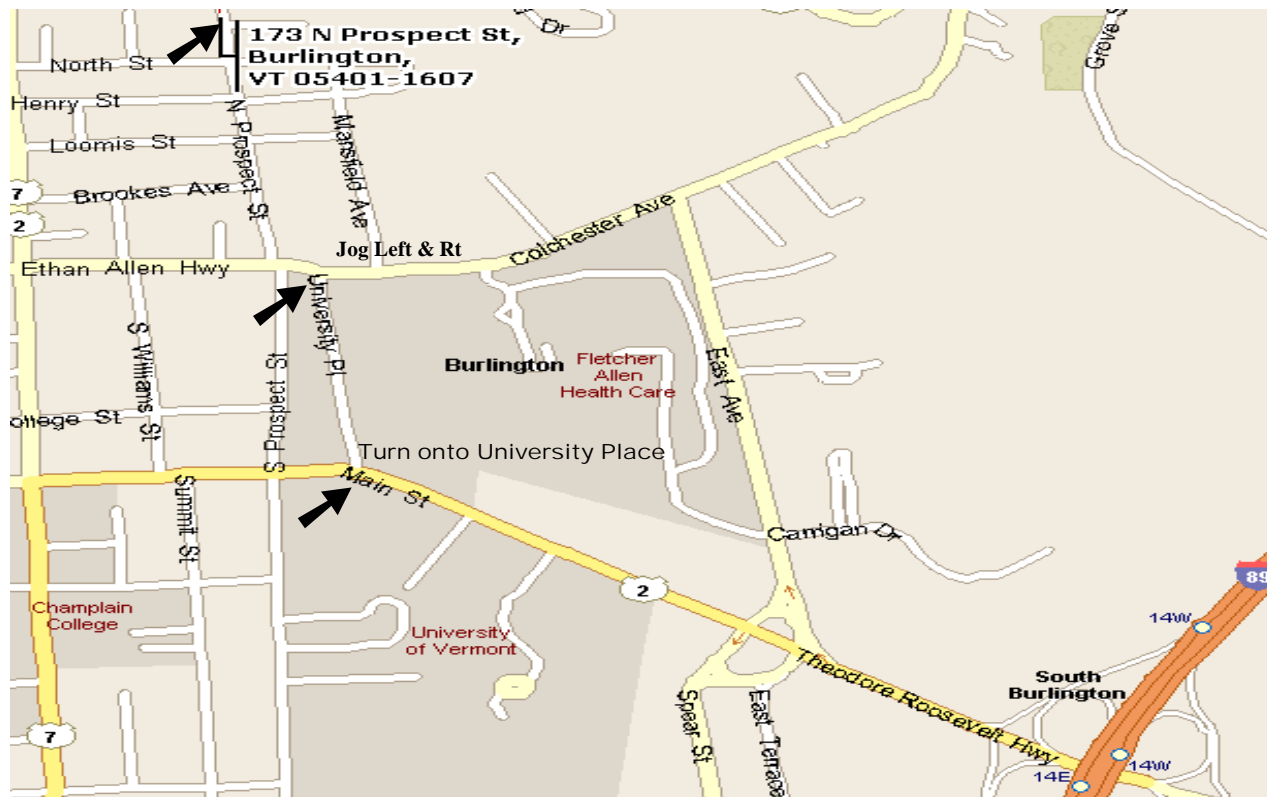 Dr
173 N Prospect St,
Burlington,
VT 05401-1607
North St
Henry St
Loomis St
Brookes Ave
N Prospect St
Mansfield Ave
7
2
Ethan Allen Hwy
Jog Left & Rt
Colchester Ave
University Pl
S Williams St
S Prospect St
Burlington
Fletcher
Allen
Health Care
East Ave
ollege St
Turn onto University Place
Main St
Summit St
Carrigan Dr
2
89
Champlain
College
University
of Vermont
14W
South
Burlington
Theodore Roosevelt Hwy
Spear St
East Terrace
7
14W
14E